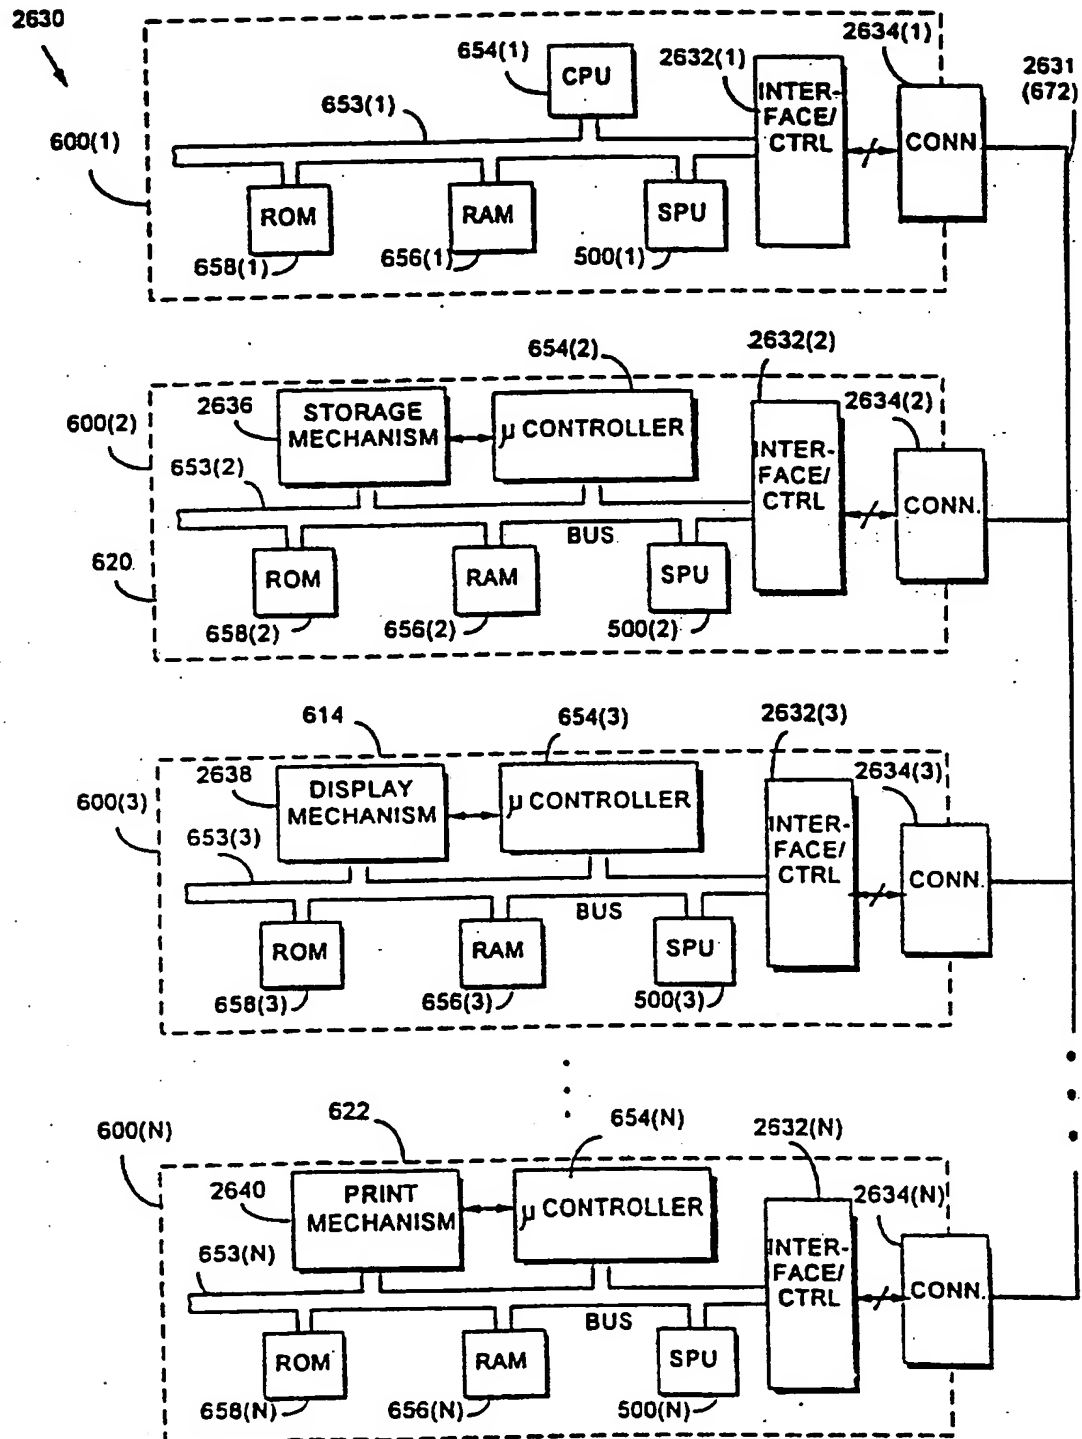 2630
654(1)
2632(1)
2634(1)
2631
(672)
CPU
653(1)
INTER-
FACE/
CTRL
CONN.
600(1)
ROM
RAM
SPU
658(1)
656(1)
500(1)
654(2)
2632(2)
2634(2)
600(2)
2636
STORAGE
MECHANISM
μ CONTROLLER
INTER-
FACE/
CTRL
CONN.
653(2)
BUS
620
ROM
RAM
SPU
658(2)
656(2)
500(2)
614
654(3)
2632(3)
2634(3)
600(3)
2638
DISPLAY
MECHANISM
μ CONTROLLER
INTER-
FACE/
CTRL
CONN.
653(3)
BUS
ROM
RAM
SPU
658(3)
656(3)
500(3)
600(N)
622
654(N)
2632(N)
2634(N)
2640
PRINT
MECHANISM
μ CONTROLLER
INTER-
FACE/
CTRL
CONN.
653(N)
BUS
ROM
RAM
SPU
658(N)
656(N)
500(N)